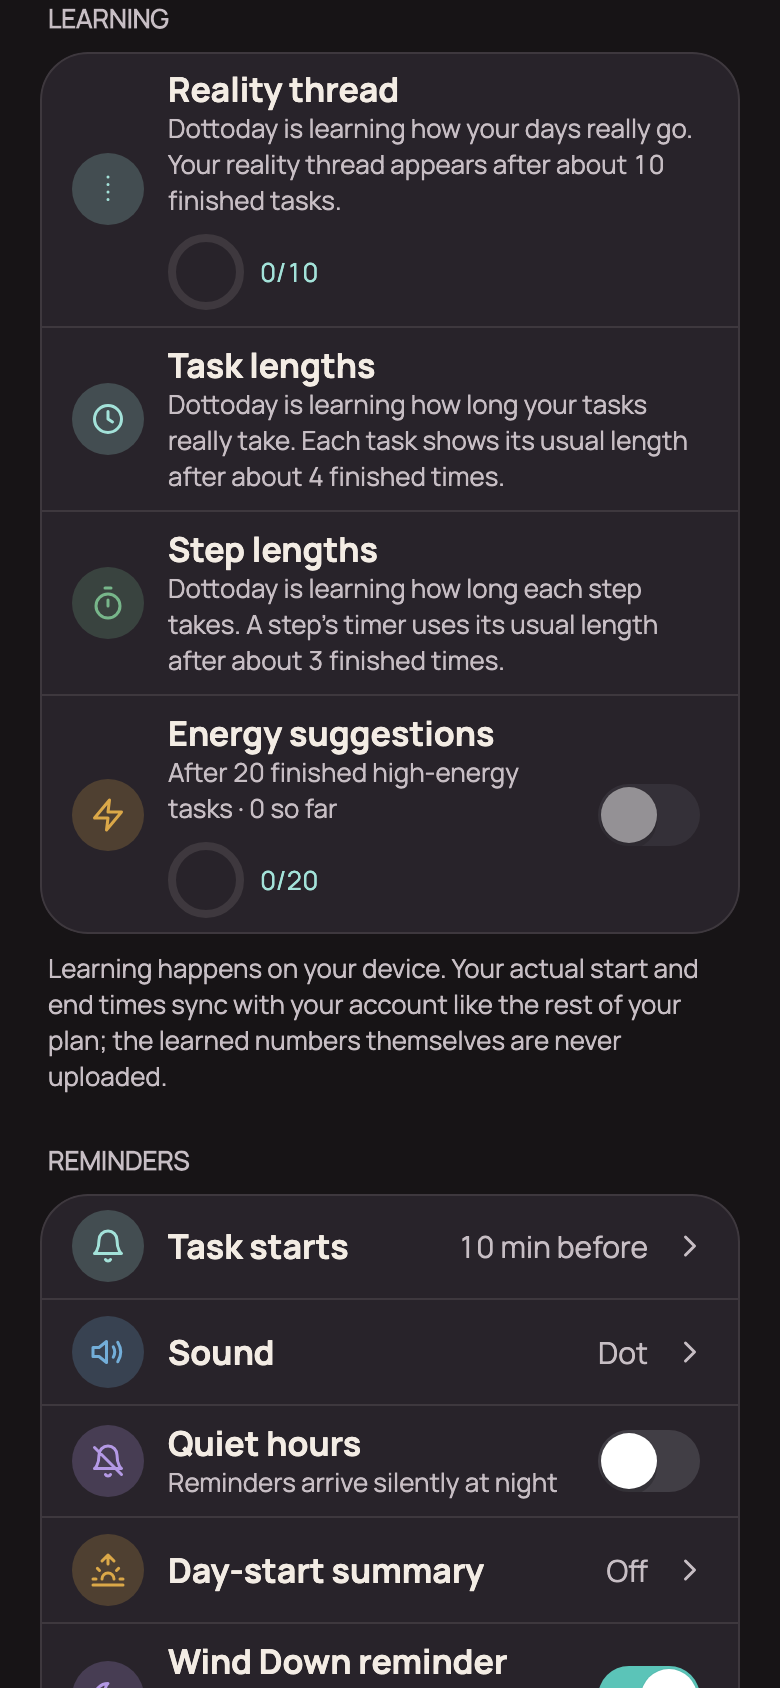 LEARNING
Reality thread
Dottoday is learning how your days really go.
Your reality thread appears after about 10
finished tasks.
0/10
Task lengths
Dottoday is learning how long your tasks
really take. Each task shows its usual length
after about 4 finished times.
Step lengths
Dottoday is learning how long each step
takes. A step’s timer uses its usual length
after about 3 finished times.
Energy suggestions
After 20 finished high-energy
tasks · 0 so far
0/20
Learning happens on your device. Your actual start and
end times sync with your account like the rest of your
plan; the learned numbers themselves are never
uploaded.
REMINDERS
Task starts 10 min before
Sound Dot
Quiet hours
Reminders arrive silently at night
Day-start summary Off
Wind Down reminder